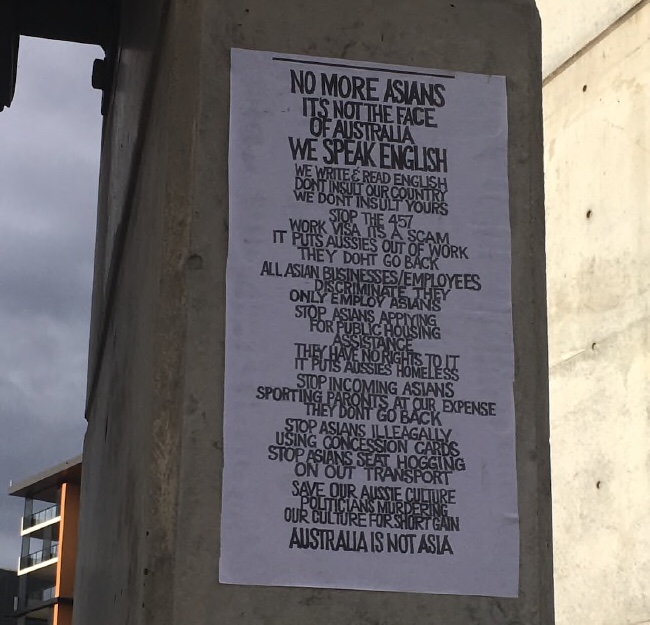 NO MORE ASIANS
ITS NOT THE FACE
OF AUSTRALIA
WE SPEAK ENGLISH
WE WRITE & READ ENGLISH
DONT INSULT OUR COUNTRY
WE DONT INSULT YOURS
STOP THE 457
WORK VISA ITS A SCAM
IT PUTS AUSSIES OUT OF WORK
THEY DONT GO BACK
ALL ASIAN BUSINESSES/EMPLOYEES
DISCRIMINATE THEY
ONLY EMPLOY ASIANS
STOP ASIANS APPLYING
FOR PUBLIC HOUSING
ASSISTANCE
THEY HAVE NO RIGHTS TO IT
IT PUTS AUSSIES HOMELESS
STOP INCOMING ASIANS
SPORTING PARONTS AT OUR EXPENSE
THEY DONT GO BACK
STOP ASIANS ILLEAGALLY
USING CONCESSION CARDS
STOP ASIANS SEAT HOGGING
ON OUT TRANSPORT
SAVE OUR AUSSIE CULTURE
POLITICIANS MURDERING
OUR CULTURE FOR SHORT GAIN
AUSTRALIA IS NOT ASIA